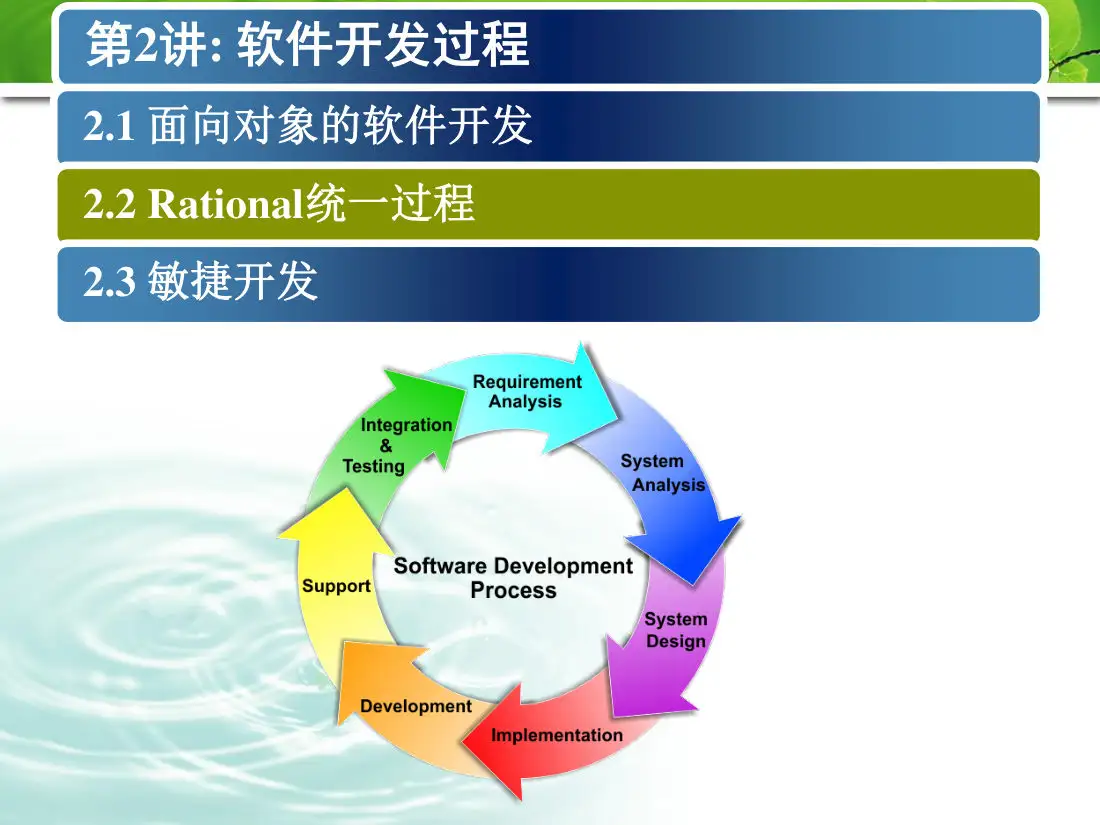 第2讲: 软件开发过程
2.1 面向对象的软件开发
2.2 Rational统一过程
2.3 敏捷开发
Requirement
Analysis
System
Analysis
System
Design
Implementation
Development
Support
Integration
&
Testing
Software Development
Process